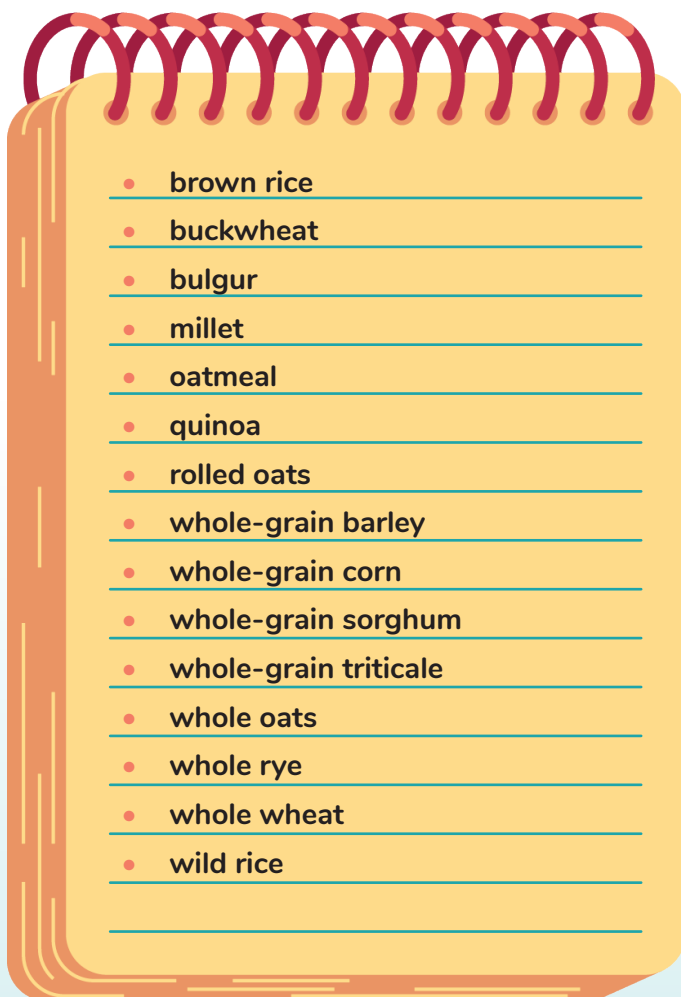 • brown rice
• buckwheat
• bulgur
• millet
• oatmeal
• quinoa
• rolled oats
• whole-grain barley
• whole-grain corn
• whole-grain sorghum
• whole-grain triticale
• whole oats
• whole rye
• whole wheat
• wild rice